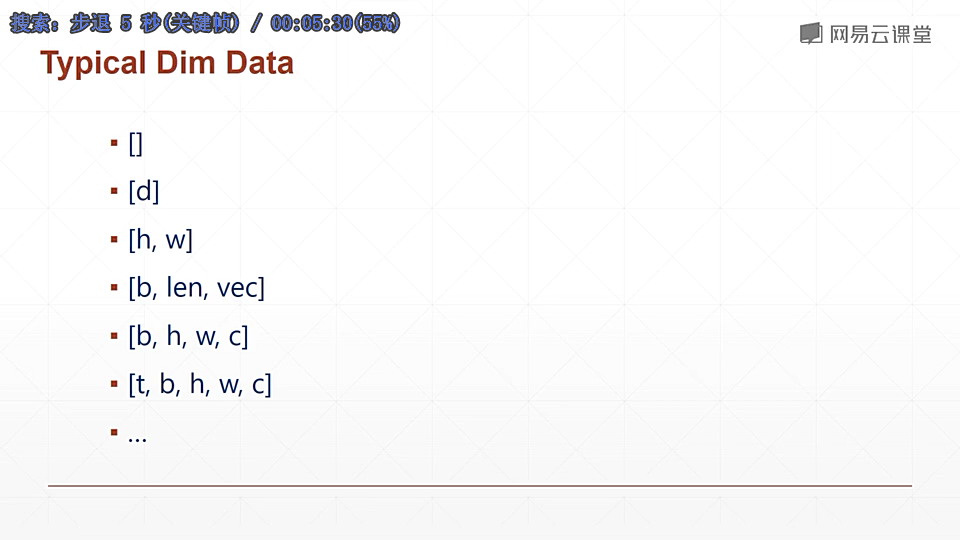 搜索: 步退 5 秒(关键帧) / 00:05:30(55%)
网易云课堂
Typical Dim Data
▪ []
▪ [d]
▪ [h, w]
▪ [b, len, vec]
▪ [b, h, w, c]
▪ [t, b, h, w, c]
▪ ...